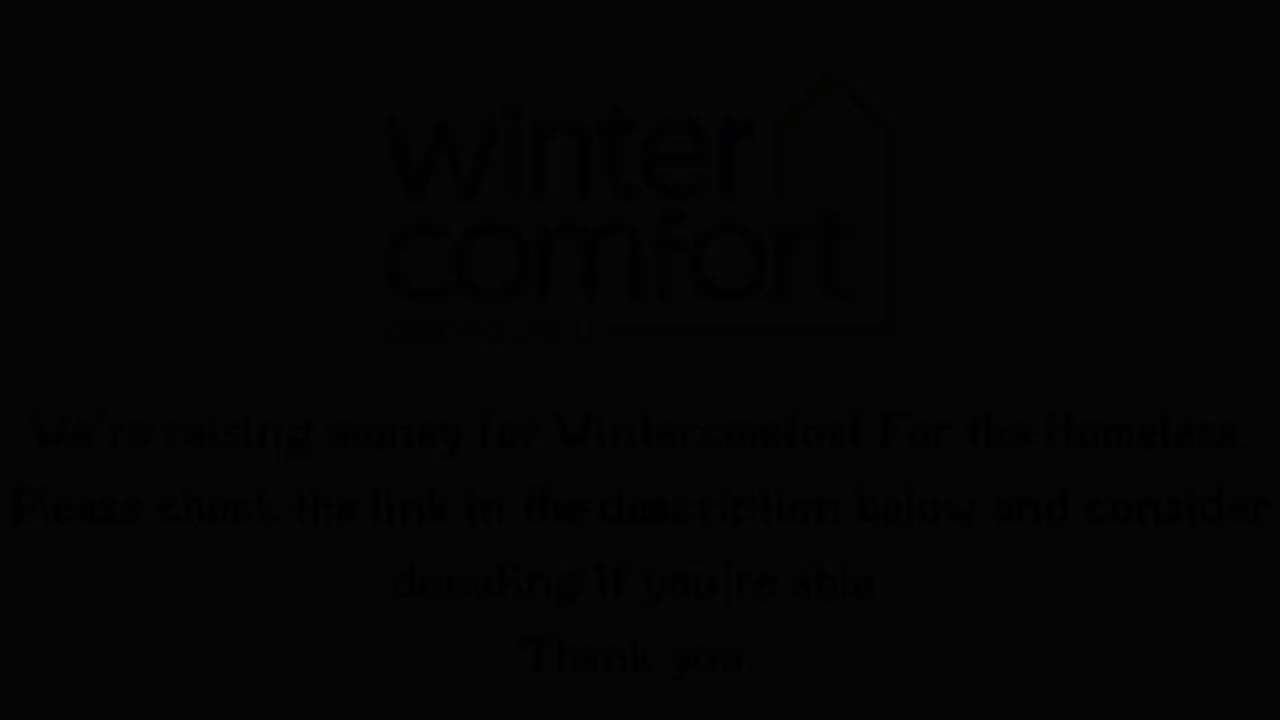 winter
comfort
We're raising money for Wintercomfort For the Homeless.
Please check the link in the description below and consider
donating if you're able
Thank you.